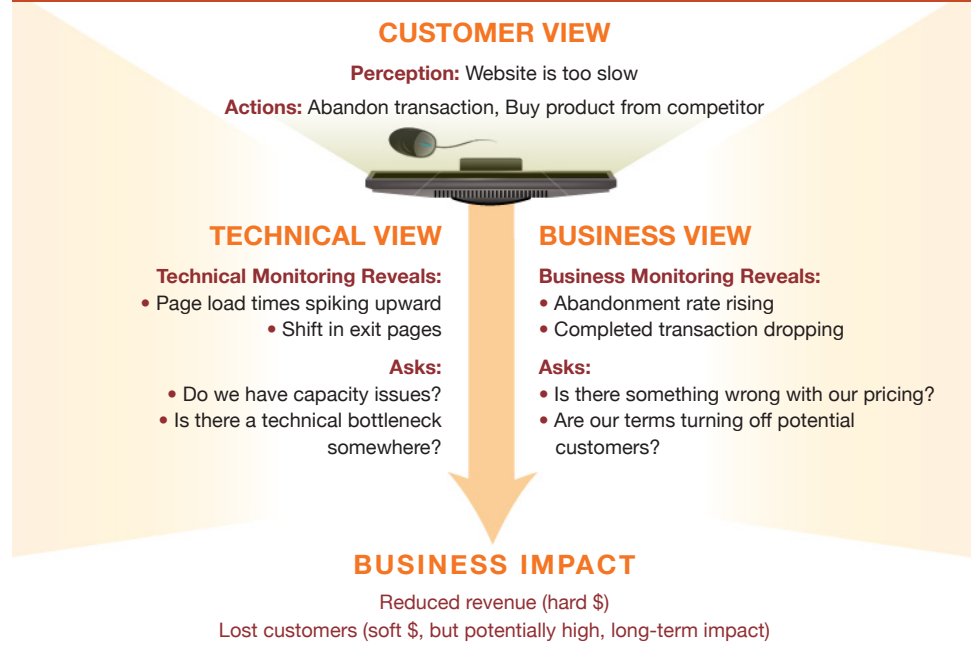 CUSTOMER VIEW
Perception: Website is too slow
Actions: Abandon transaction, Buy product from competitor
TECHNICAL VIEW
Technical Monitoring Reveals:
• Page load times spiking upward
• Shift in exit pages
Asks:
• Do we have capacity issues?
• Is there a technical bottleneck
somewhere?
BUSINESS VIEW
Business Monitoring Reveals:
• Abandonment rate rising
• Completed transaction dropping
Asks:
• Is there something wrong with our pricing?
• Are our terms turning off potential
customers?
BUSINESS IMPACT
Reduced revenue (hard $)
Lost customers (soft $, but potentially high, long-term impact)